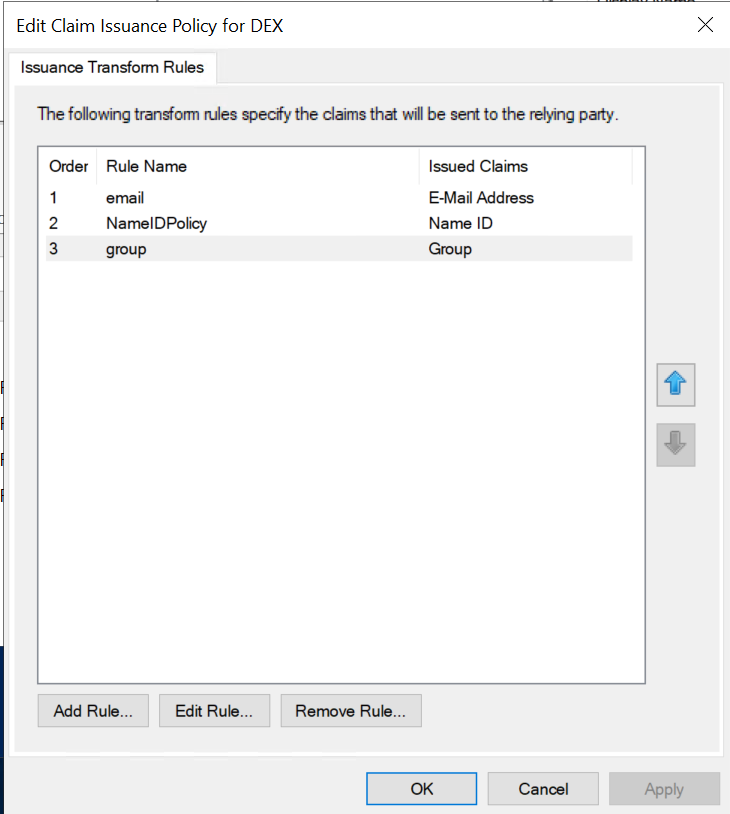 Edit Claim Issuance Policy for DEX
Issuance Transform Rules
The following transform rules specify the claims that will be sent to the relying party.
Order Rule Name Issued Claims
1 email E-Mail Address
2 NameIDPolicy Name ID
3 group Group
Add Rule... Edit Rule... Remove Rule...
OK Cancel Apply